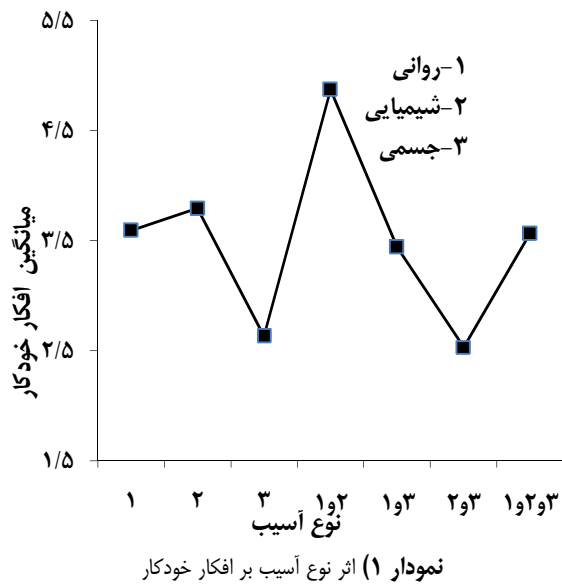 ۵/۵
۴/۵
۳/۵
۲/۵
۱/۵
میانگین افکار خودکار
۱-روانی
۲-شیمیایی
۳-جسمی
۱ ۲ ۳ ۱و۲ ۱و۳ ۲و۳ ۱و۲و۳
نوع آسیب
نمودار ۱) اثر نوع آسیب بر افکار خودکار